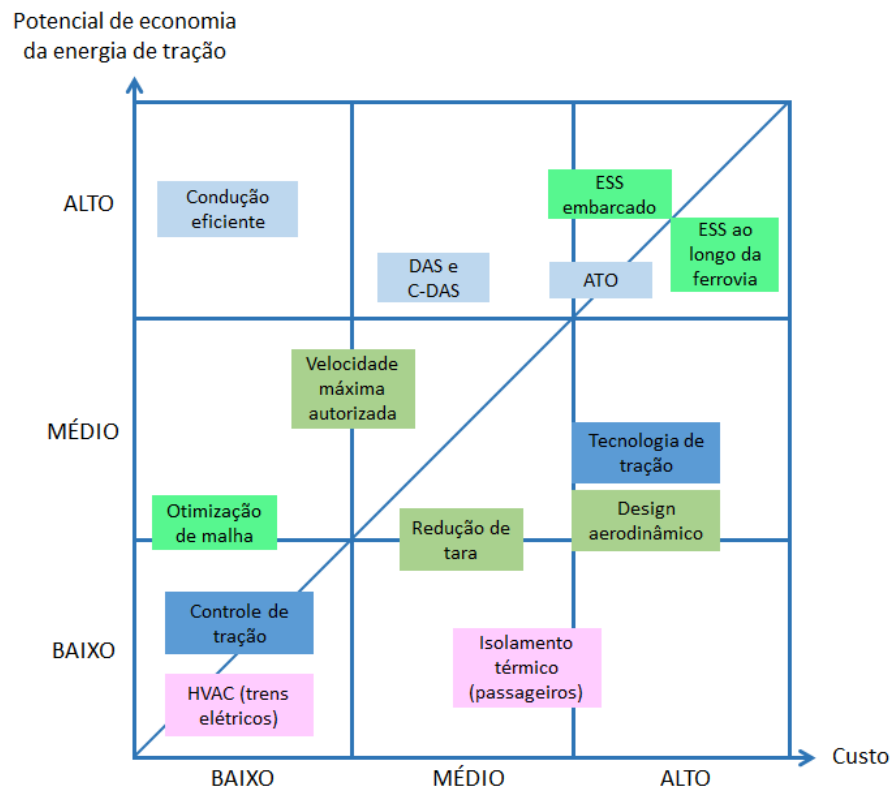 Potencial de economia
da energia de tração
ALTO
Condução
eficiente
ESS
embarcado
ESS ao
longo da
ferrovia
DAS e
C-DAS
ATO
MÉDIO
Velocidade
máxima
autorizada
Tecnologia de
tração
Otimização
de malha
Redução de
tara
Design
aerodinâmico
BAIXO
Controle de
tração
Isolamento
térmico
(passageiros)
HVAC (trens
elétricos)
Custo
BAIXO
MÉDIO
ALTO